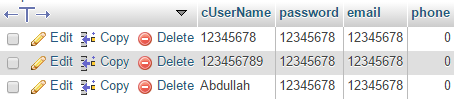 cUserName password email phone
Edit Copy Delete 12345678 12345678 12345678 0
Edit Copy Delete 123456789 12345678 12345678 0
Edit Copy Delete Abdullah 12345678 12345678 0